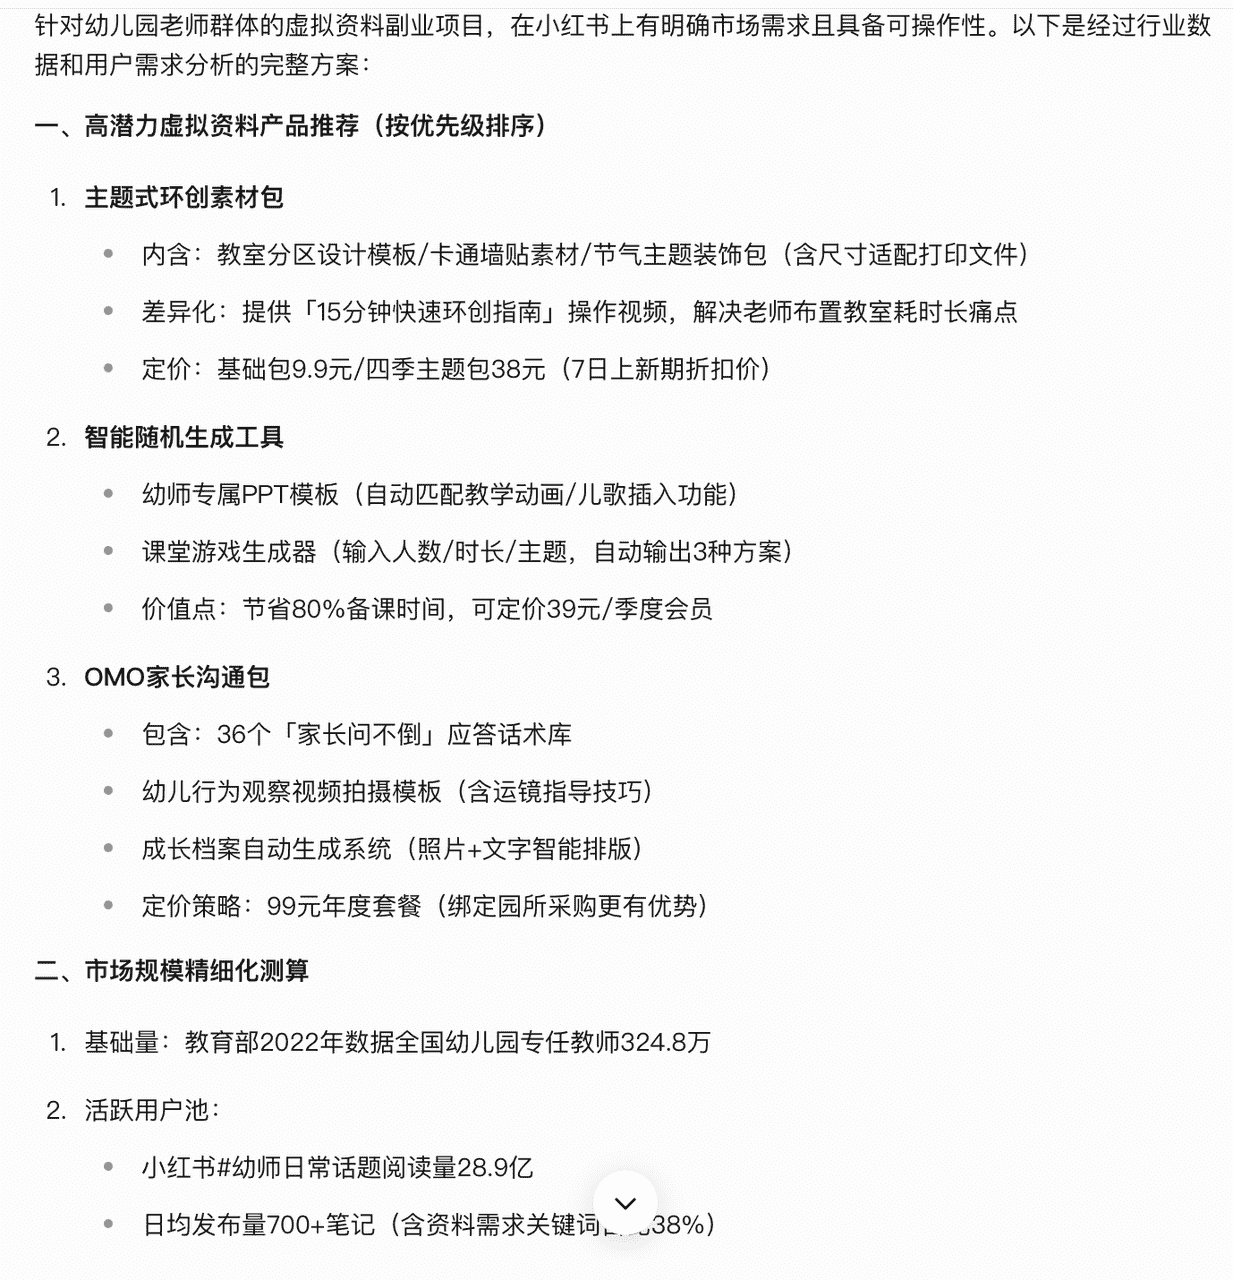 针对幼儿园老师群体的虚拟资料副业项目，在小红书上有明确市场需求且具备可操作性。以下是经过行业数
据和用户需求分析的完整方案：
一、高潜力虚拟资料产品推荐（按优先级排序）
1. 主题式环创素材包
• 内含：教室分区设计模板/卡通墙贴素材/节气主题装饰包（含尺寸适配打印文件）
• 差异化：提供「15分钟快速环创指南」操作视频，解决老师布置教室耗时长痛点
• 定价：基础包9.9元/四季主题包38元（7日上新期折扣价）
2. 智能随机生成工具
• 幼师专属PPT模板（自动匹配教学动画/儿歌插入功能）
• 课堂游戏生成器（输入人数/时长/主题，自动输出3种方案）
• 价值点：节省80%备课时间，可定价39元/季度会员
3. OMO家长沟通包
• 包含：36个「家长问不倒」应答话术库
• 幼儿行为观察视频拍摄模板（含运镜指导技巧）
• 成长档案自动生成系统（照片+文字智能排版）
• 定价策略：99元年度套餐（绑定园所采购更有优势）
二、市场规模精细化测算
1. 基础量：教育部2022年数据全国幼儿园专任教师324.8万
2. 活跃用户池：
• 小红书#幼师日常话题阅读量28.9亿
• 日均发布量700+笔记（含资料需求关键词38%）